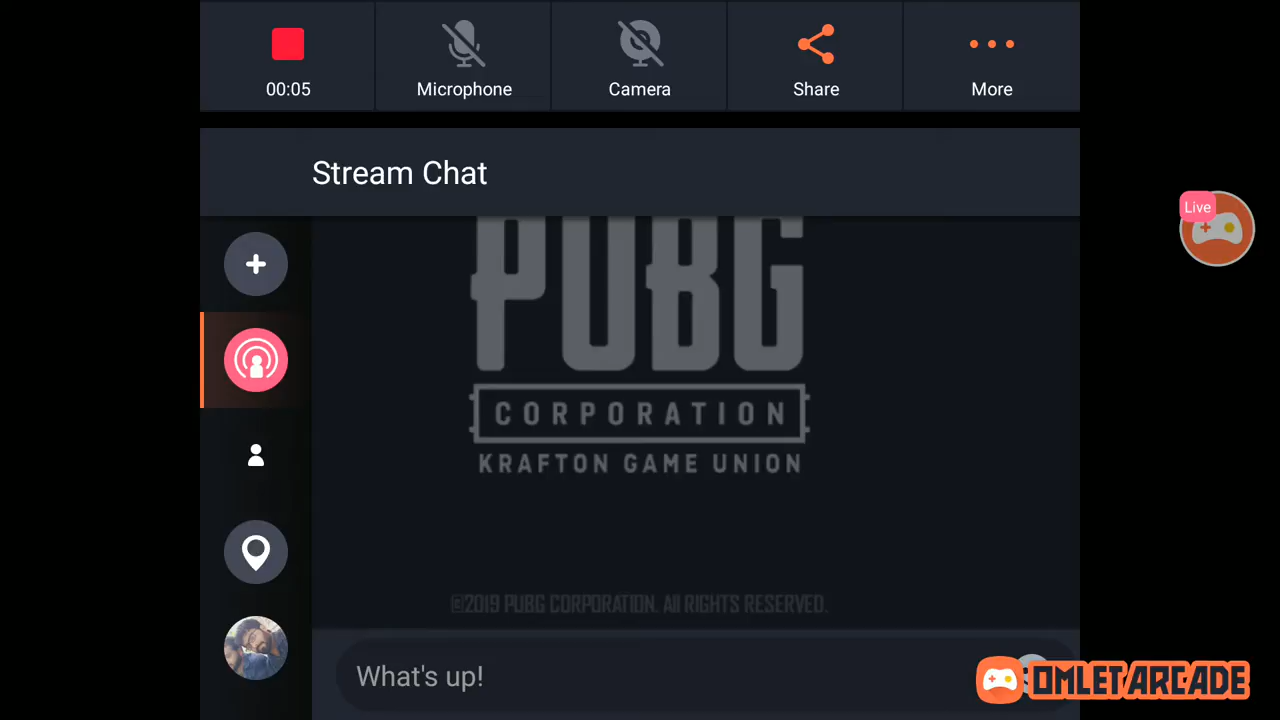 00:05
Microphone
Camera
Share
More
Stream Chat
Live
PUBG
CORPORATION
KRAFTON GAME UNION
©2019 PUBG CORPORATION. All RIGHTS RESERVED.
What's up!
OMLET ARCADE